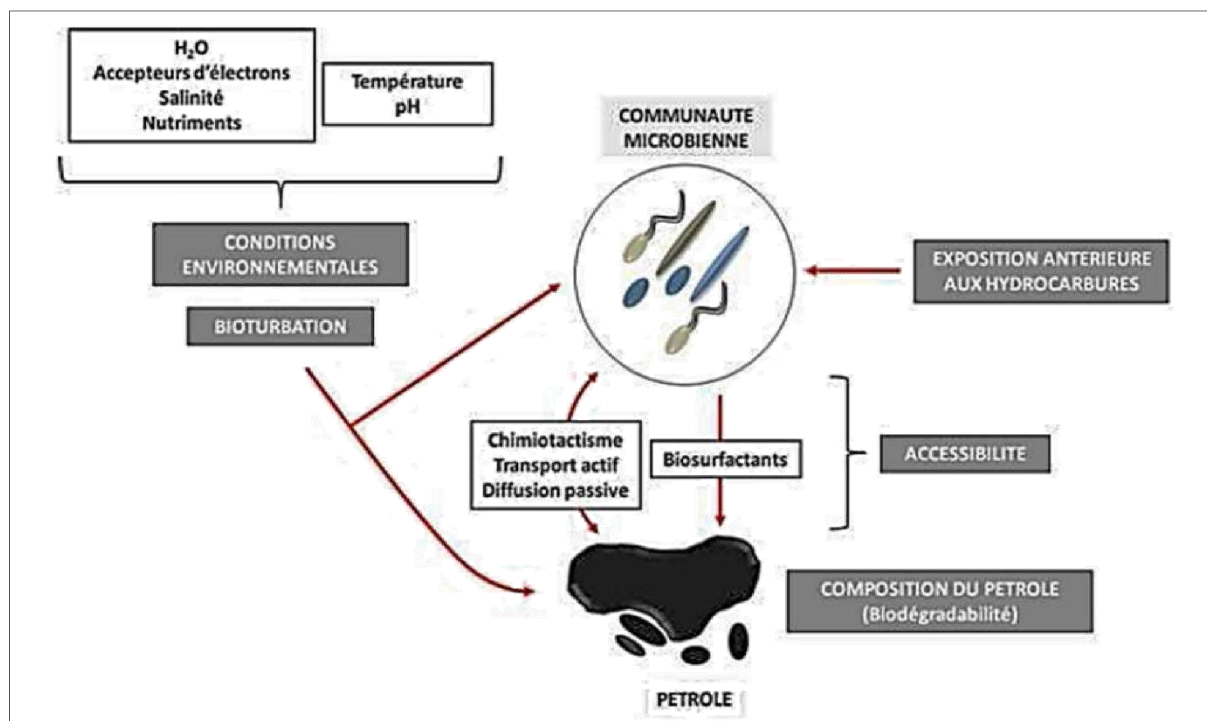 H₂O
Accepteurs d'électrons
Salinité
Nutriments
Température
pH
CONDITIONS
ENVIRONNEMENTALES
BIOTURBATION
COMMUNAUTE
MICROBIENNE
EXPOSITION ANTERIEURE
AUX HYDROCARBURES
Chimiotactisme
Transport actif
Diffusion passive
Biosurfactants
ACCESSIBILITE
COMPOSITION DU PETROLE
(Biodégradabilité)
PETROLE